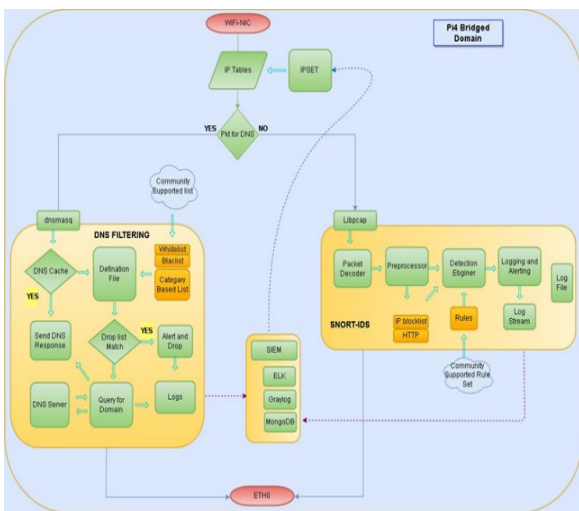 WIFI-NIC
Pi4 Bridged
Domain
IP Tables
IPSET
YES
NO
Pkt for DNS
Community
Supported list
dnsmasq
Libpcap
DNS FILTERING
Whitelist
Blaclist
Catagary
Based List
DNS Cache
Defination
File
YES
Send DNS
Response
Drop list
Match
YES
Alert and
Drop
DNS Server
Query for
Domain
Logs
Packet
Decoder
Preprocessor
Detection
Ebginer
Logging and
Alerting
Log
File
IP blocklist
HTTP
Rules
Log
Stream
SNORT-IDS
Community
Supported Rule
Set
SIEM
ELK
Graylog
MongoDB
ETH0